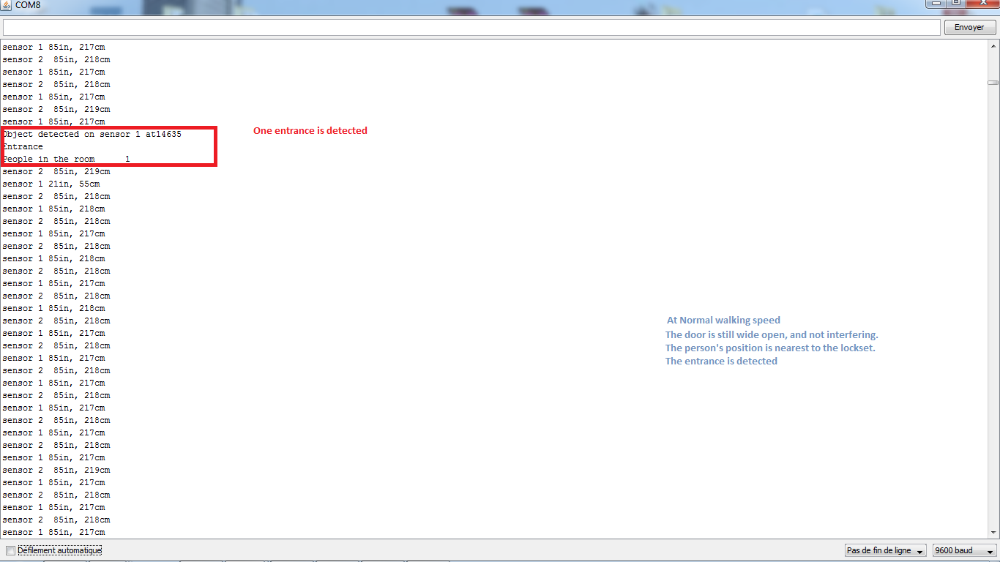 COM8
Envoyer
sensor 1 85in, 217cm
sensor 2  85in, 218cm
sensor 1 85in, 217cm
sensor 2  85in, 218cm
sensor 1 85in, 217cm
sensor 2  85in, 219cm
sensor 1 85in, 217cm
Object detected on sensor 1 at14635
One entrance is detected
Entrance
People in the room      1
sensor 2  85in, 219cm
sensor 1 21in, 55cm
sensor 2  85in, 218cm
sensor 1 85in, 218cm
sensor 2  85in, 218cm
sensor 1 85in, 217cm
sensor 2  85in, 218cm
sensor 1 85in, 218cm
sensor 2  85in, 218cm
sensor 1 85in, 217cm
sensor 2  85in, 218cm
sensor 1 85in, 218cm
sensor 2  85in, 218cm
sensor 1 85in, 217cm
sensor 2  85in, 218cm
sensor 1 85in, 217cm
sensor 2  85in, 218cm
sensor 1 85in, 217cm
sensor 2  85in, 218cm
sensor 1 85in, 217cm
sensor 2  85in, 218cm
sensor 1 85in, 217cm
sensor 2  85in, 218cm
sensor 1 85in, 217cm
sensor 2  85in, 219cm
sensor 1 85in, 217cm
sensor 2  85in, 218cm
sensor 1 85in, 217cm
sensor 2  85in, 218cm
sensor 1 85in, 217cm
At Normal walking speed
The door is still wide open, and not interfering.
The person's position is nearest to the lockset.
The entrance is detected
Défilement automatique
Pas de fin de ligne
9600 baud